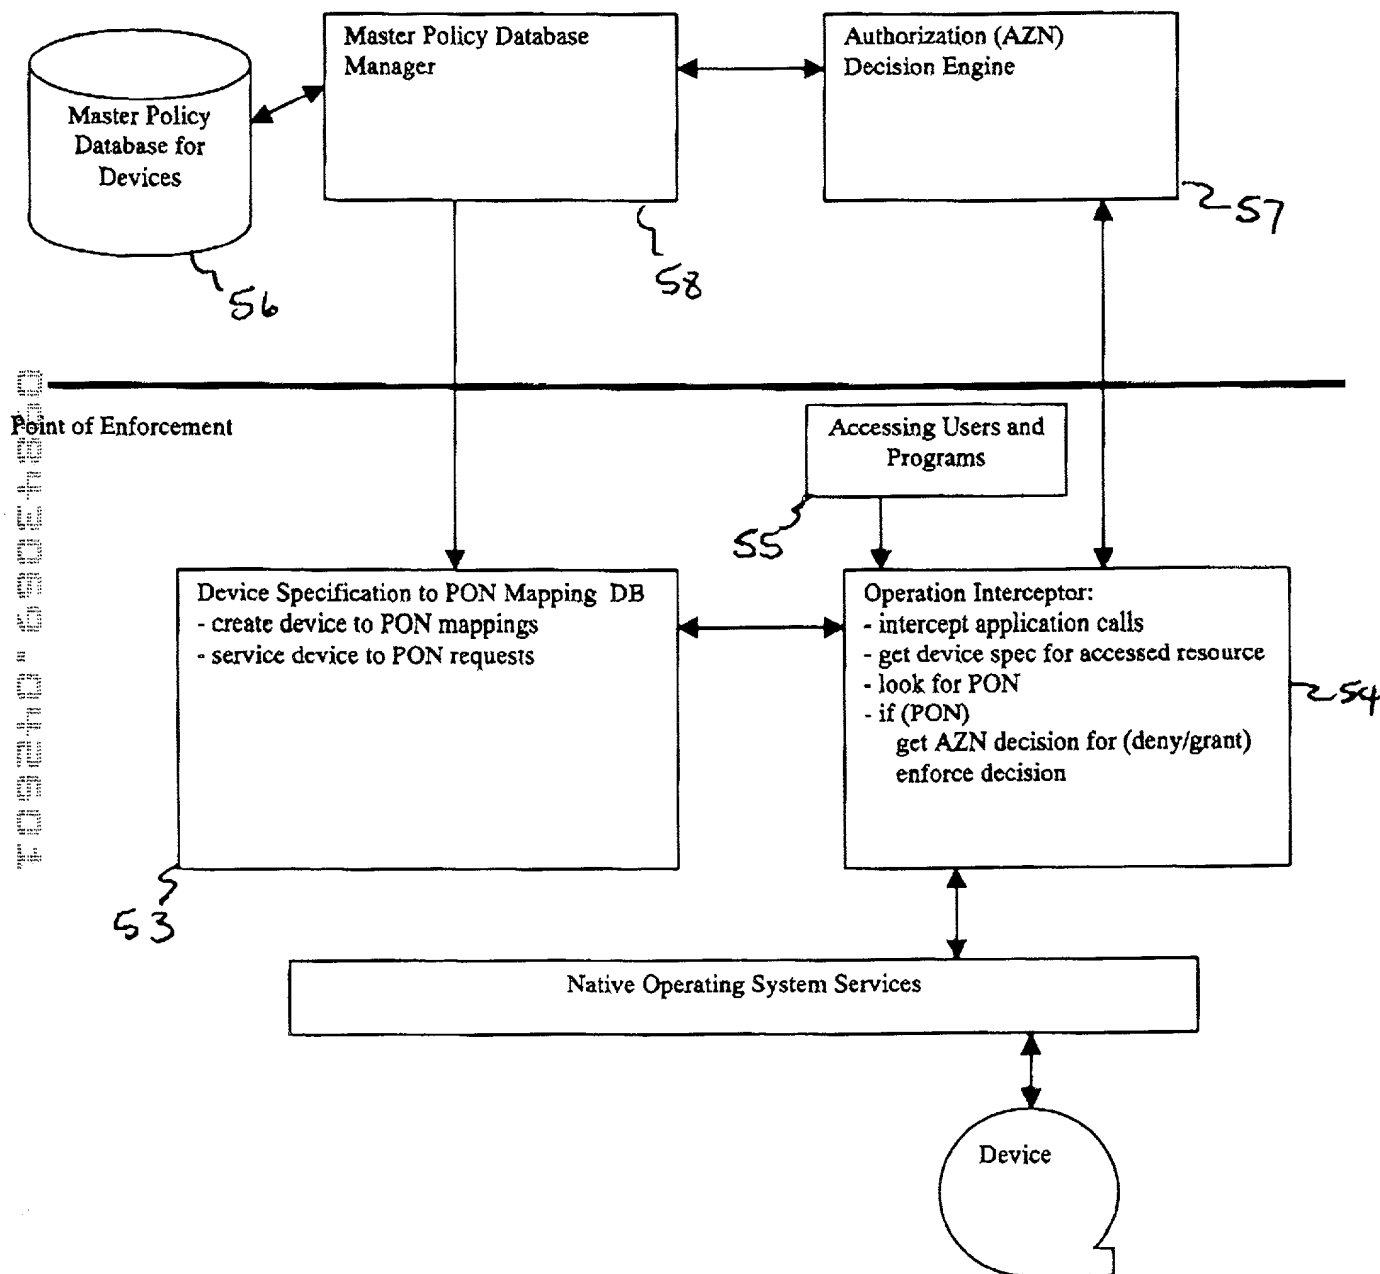 Master Policy Database for Devices
Master Policy Database
Manager
Authorization (AZN)
Decision Engine
57
58
56
Point of Enforcement
Accessing Users and
Programs
55
Device Specification to PON Mapping DB
- create device to PON mappings
- service device to PON requests
53
Operation Interceptor:
- intercept application calls
- get device spec for accessed resource
- look for PON
- if (PON)
get AZN decision for (deny/grant)
enforce decision
54
Native Operating System Services
Device